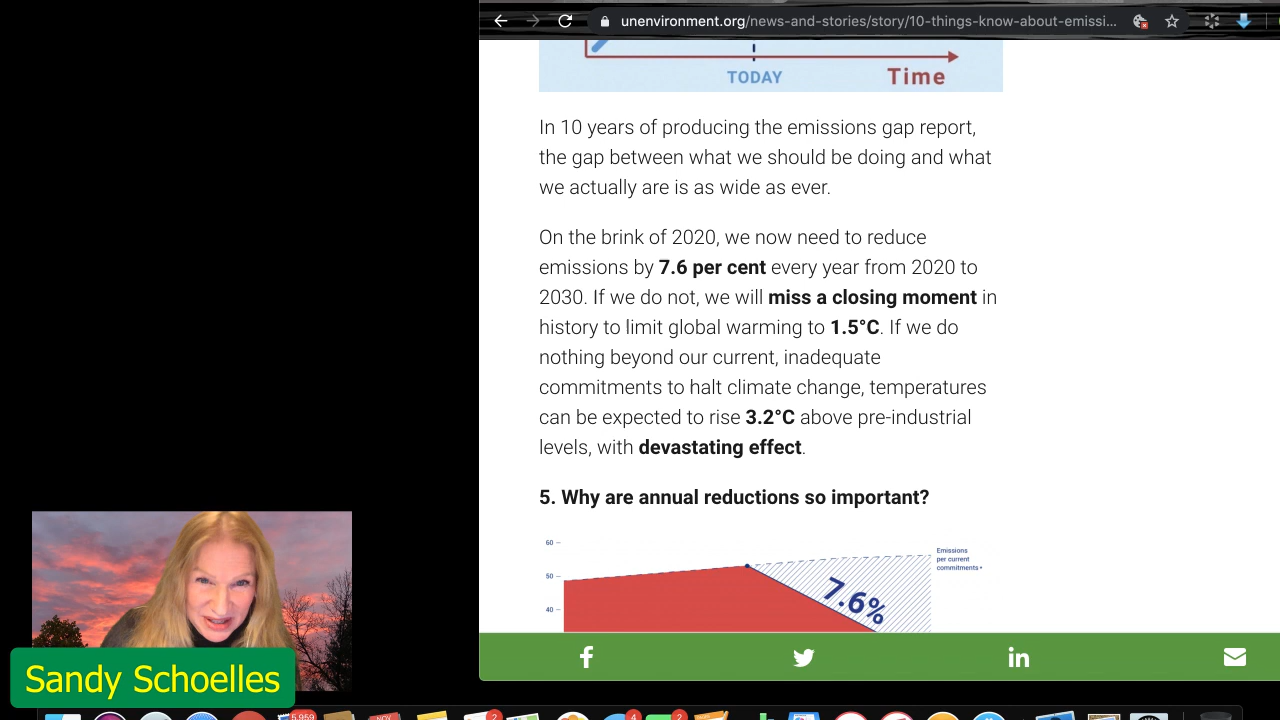 unenvironment.org/news-and-stories/story/10-things-know-about-emissi...
TODAY
Time
In 10 years of producing the emissions gap report,
the gap between what we should be doing and what
we actually are is as wide as ever.
On the brink of 2020, we now need to reduce
emissions by 7.6 per cent every year from 2020 to
2030. If we do not, we will miss a closing moment in
history to limit global warming to 1.5°C. If we do
nothing beyond our current, inadequate
commitments to halt climate change, temperatures
can be expected to rise 3.2°C above pre-industrial
levels, with devastating effect.
5. Why are annual reductions so important?
60
50
40
7.6%
Emissions
per current
commitments
Sandy Schoelles
5,959
NOV
2
4
2